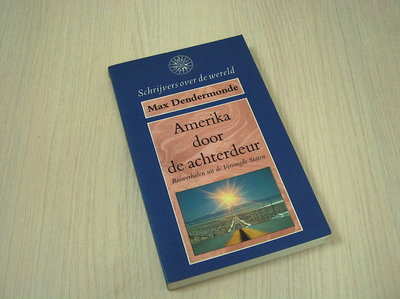 Schrijvers over de wereld
Max Dendermonde
Amerika
door
de achterdeur
Reisverhalen uit de Verenigde Staten